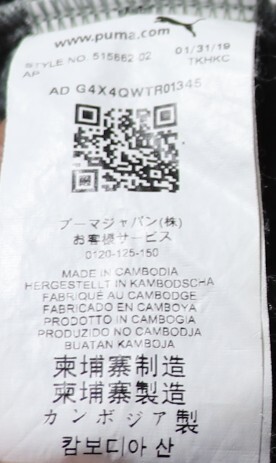 www.puma.com
STYLE NO. 515662 02 01/31/19
AP TKHKC
AD G4X4QWTR01345
プーマジャパン(株)
お客様サービス
0120-125-150
MADE IN CAMBODIA
HERGESTELLT IN KAMBODSCHA
FABRIQUÉ AU CAMBODGE
FABRICADO EN CAMBOYA
PRODOTTO IN CAMBOGIA
PRODUZIDO NO CAMBODJA
BUATAN KAMBOJA
柬埔寨制造
柬埔寨製造
カンボジア製
캄보디아 산